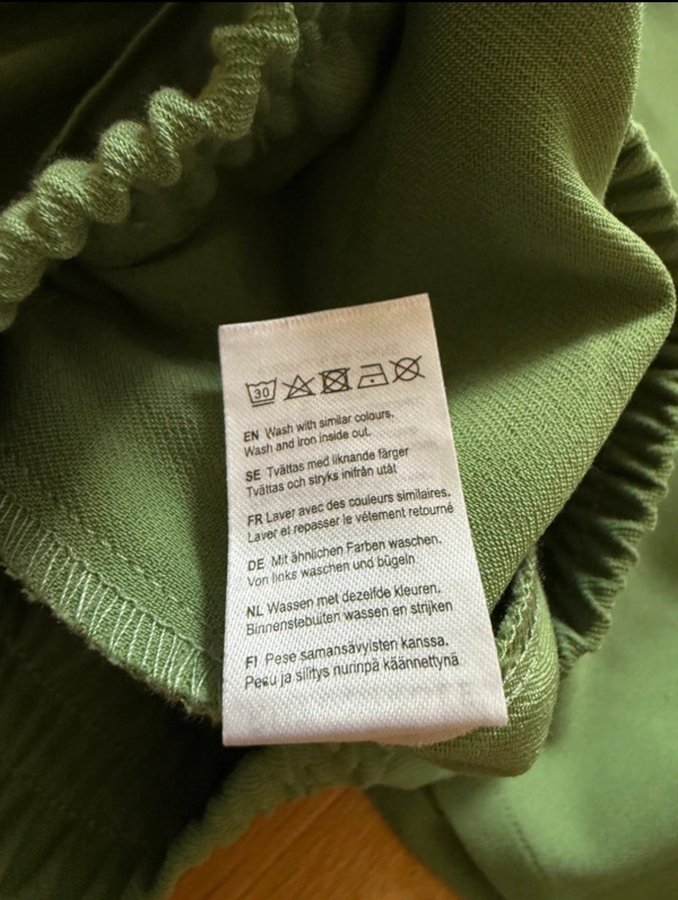 30
EN Wash with similar colours.
Wash and iron inside out.
SE Tvättas med liknande färger
Tvättas och stryks inifrån utåt
FR Laver avec des couleurs similaires.
Laver et repasser le vêtement retourné
DE Mit ähnlichen Farben waschen.
Von links waschen und bügeln
NL Wassen met dezelfde kleuren.
Binnenstebuiten wassen en strijken
FI Pese samansävyisten kanssa.
Pesu ja silitys nurinpä käännettynä